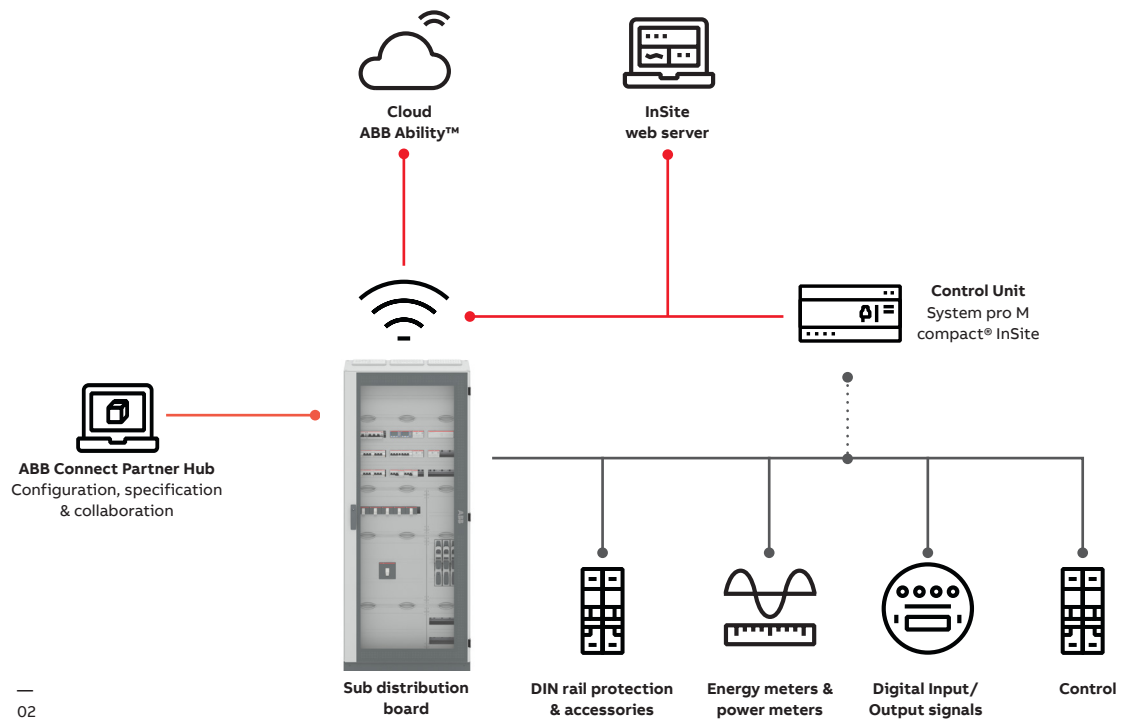 Cloud
ABB Ability™
InSite
web server
Control Unit
System pro M
compact® InSite
ABB Connect Partner Hub
Configuration, specification
& collaboration
ABB
Sub distribution
board
DIN rail protection
& accessories
Energy meters &
power meters
Digital Input/
Output signals
Control
—
02